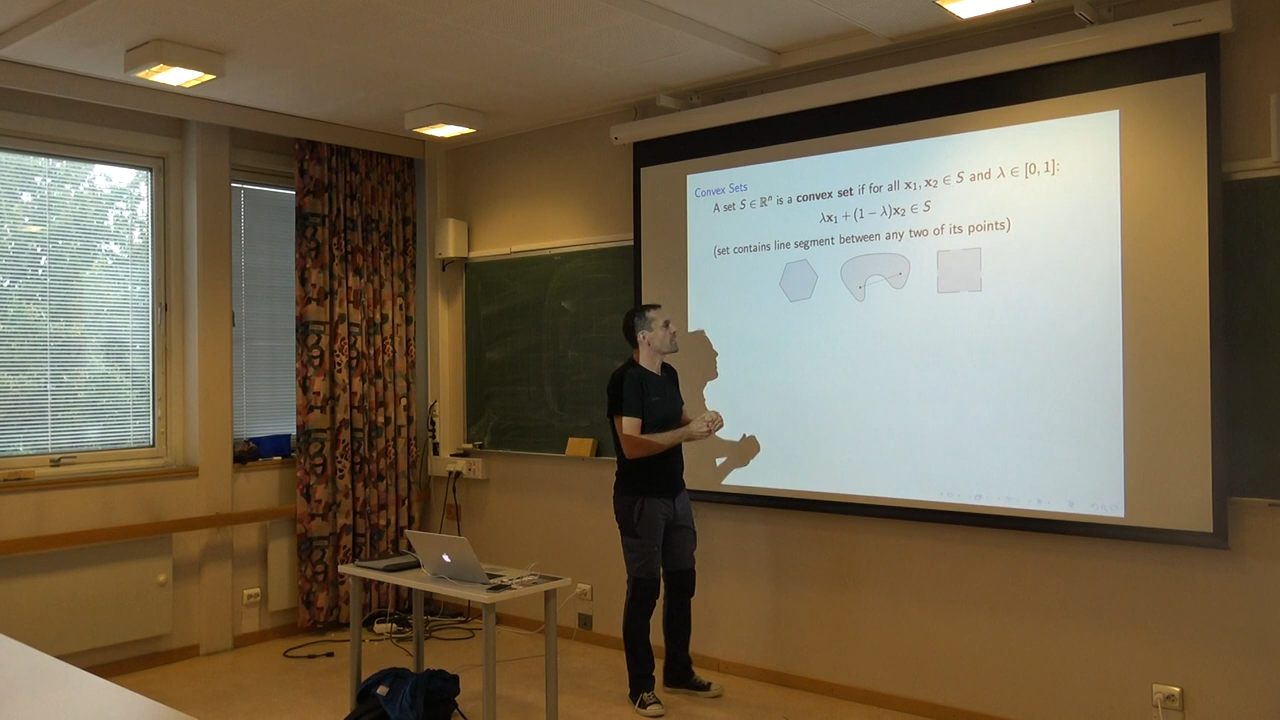 Convex Sets
A set S ∈ ℝⁿ is a convex set if for all x₁, x₂ ∈ S and λ ∈ [0, 1]:
λx₁ + (1 − λ)x₂ ∈ S
(set contains line segment between any two of its points)